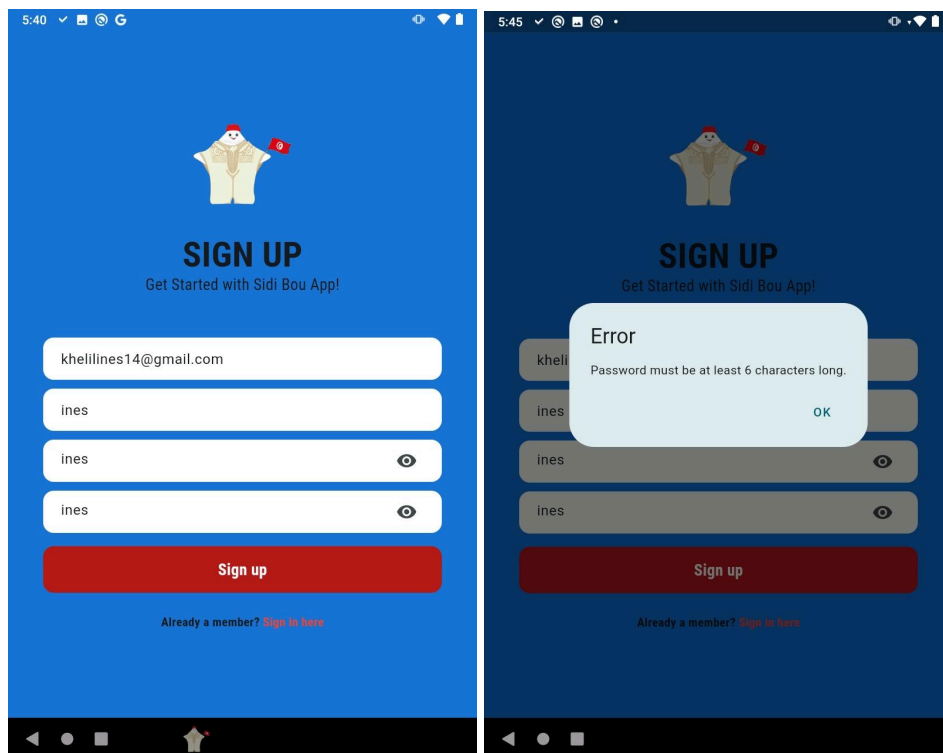 5:40
SIGN UP
Get Started with Sidi Bou App!
khelilines14@gmail.com
ines
ines
ines
Sign up
Already a member? Sign in here
5:45
SIGN UP
Get Started with Sidi Bou App!
Error
Password must be at least 6 characters long.
OK
kheli
ines
ines
ines
Sign up
Already a member? Sign in here